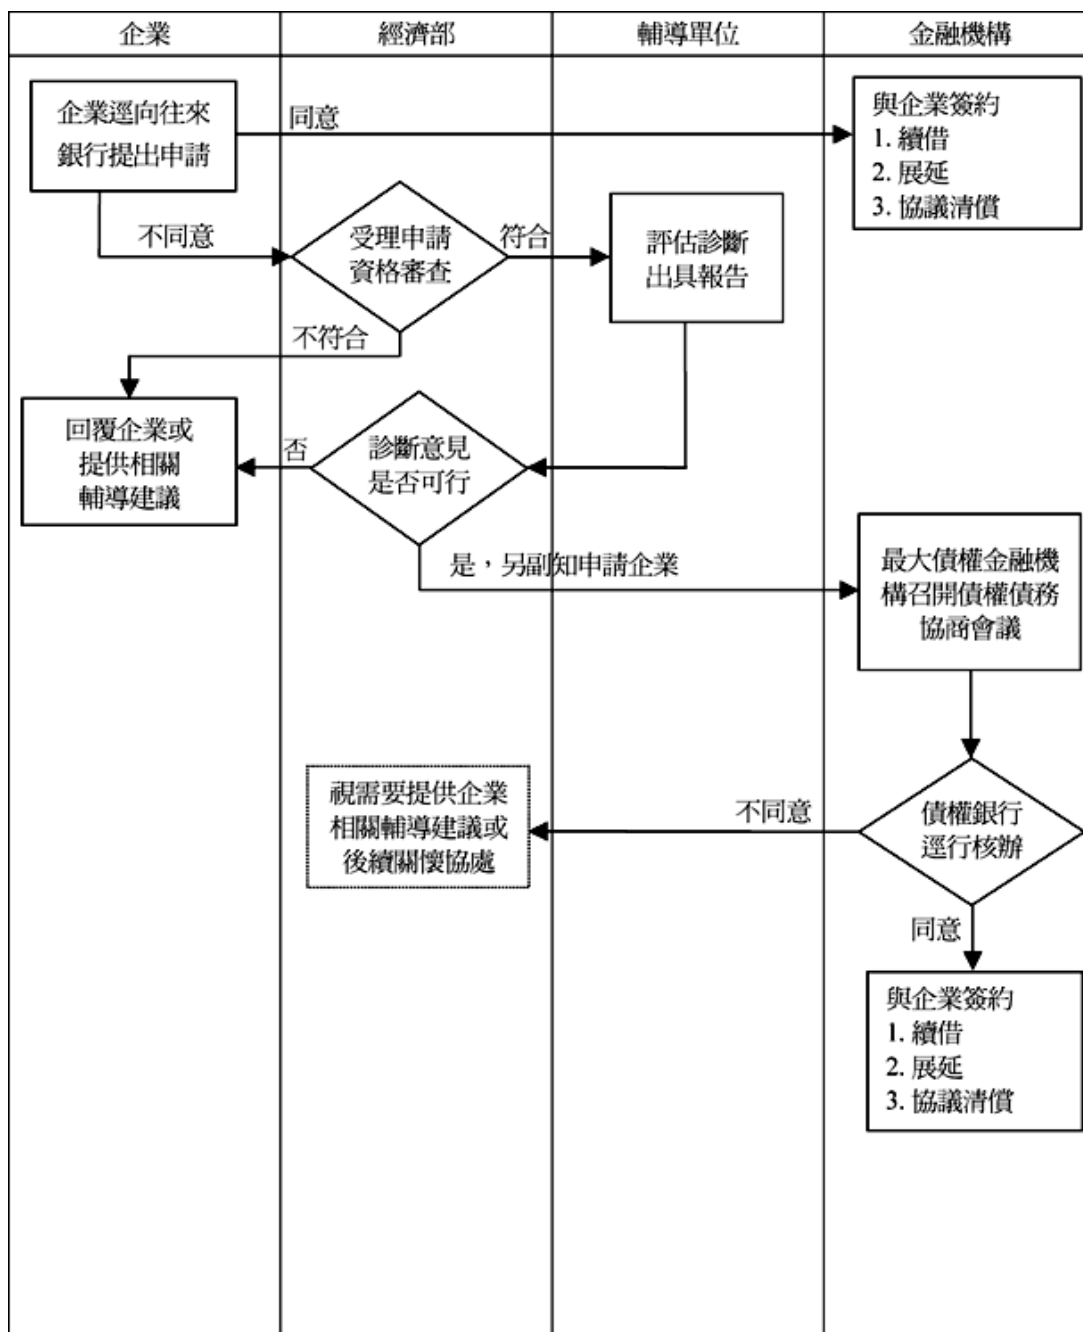 企業
經濟部
輔導單位
金融機構
企業逕向往來
銀行提出申請
同意
與企業簽約
1. 續借
2. 展延
3. 協議清償
不同意
受理申請
資格審查
符合
評估診斷
出具報告
不符合
回覆企業或
提供相關
輔導建議
否
診斷意見
是否可行
是，另副知申請企業
最大債權金融機
構召開債權債務
協商會議
視需要提供企業
相關輔導建議或
後續關懷協處
不同意
債權銀行
逕行核辦
同意
與企業簽約
1. 續借
2. 展延
3. 協議清償